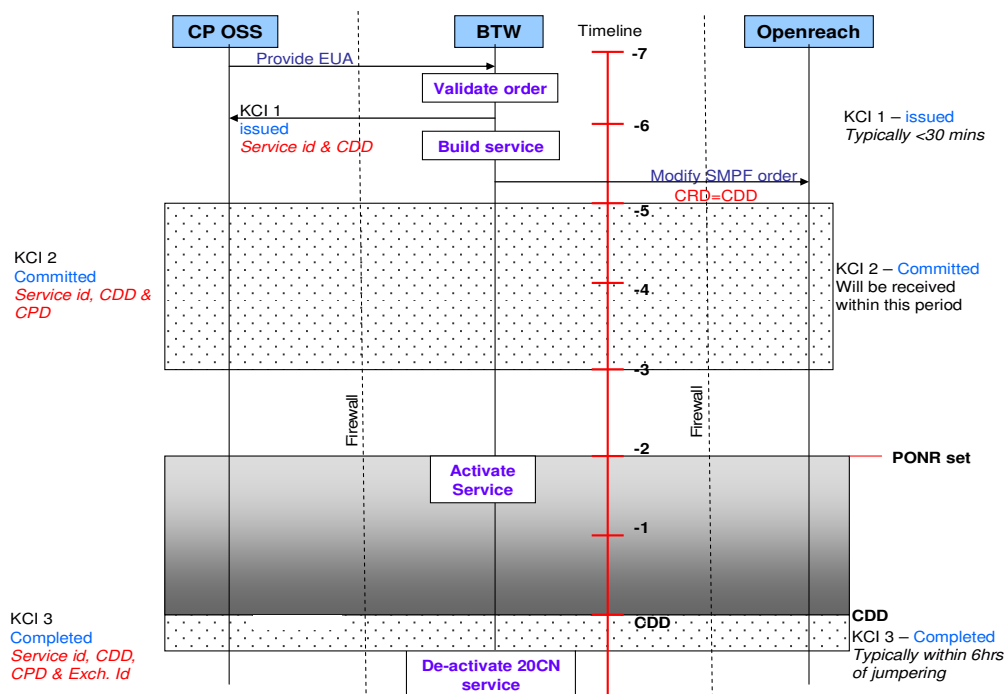 CP OSS
BTW
Timeline
Openreach
-7
Provide EUA
Validate order
KCI 1
issued
Service id & CDD
KCI 1 – issued
Typically <30 mins
-6
Build service
Modify SMPF order
CRD=CDD
-5
KCI 2
Committed
Service id, CDD &
CPD
KCI 2 – Committed
Will be received
within this period
-4
-3
Firewall
Firewall
-2
PONR set
Activate
Service
-1
CDD
CDD
KCI 3
Completed
Service id, CDD,
CPD & Exch. Id
KCI 3 – Completed
Typically within 6hrs
of jumpering
De-activate 20CN
service